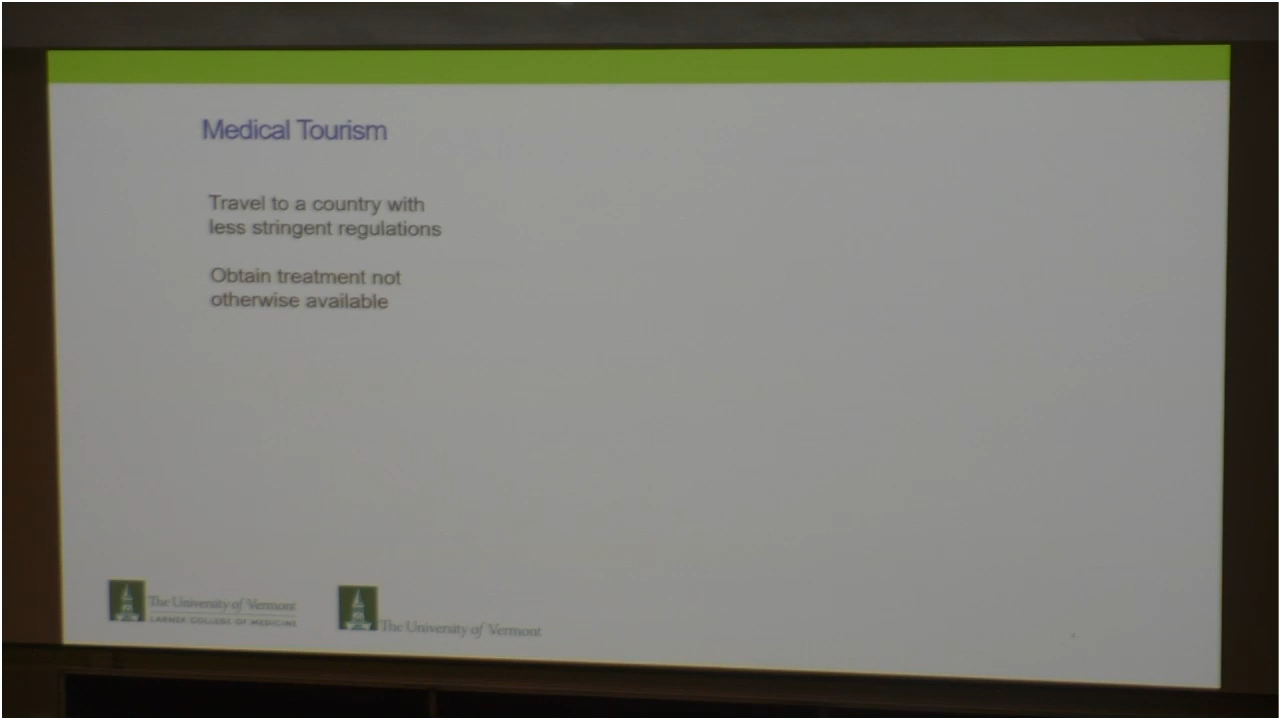 Medical Tourism
Travel to a country with
less stringent regulations
Obtain treatment not
otherwise available
The University of Vermont
LARNER COLLEGE OF MEDICINE
The University of Vermont